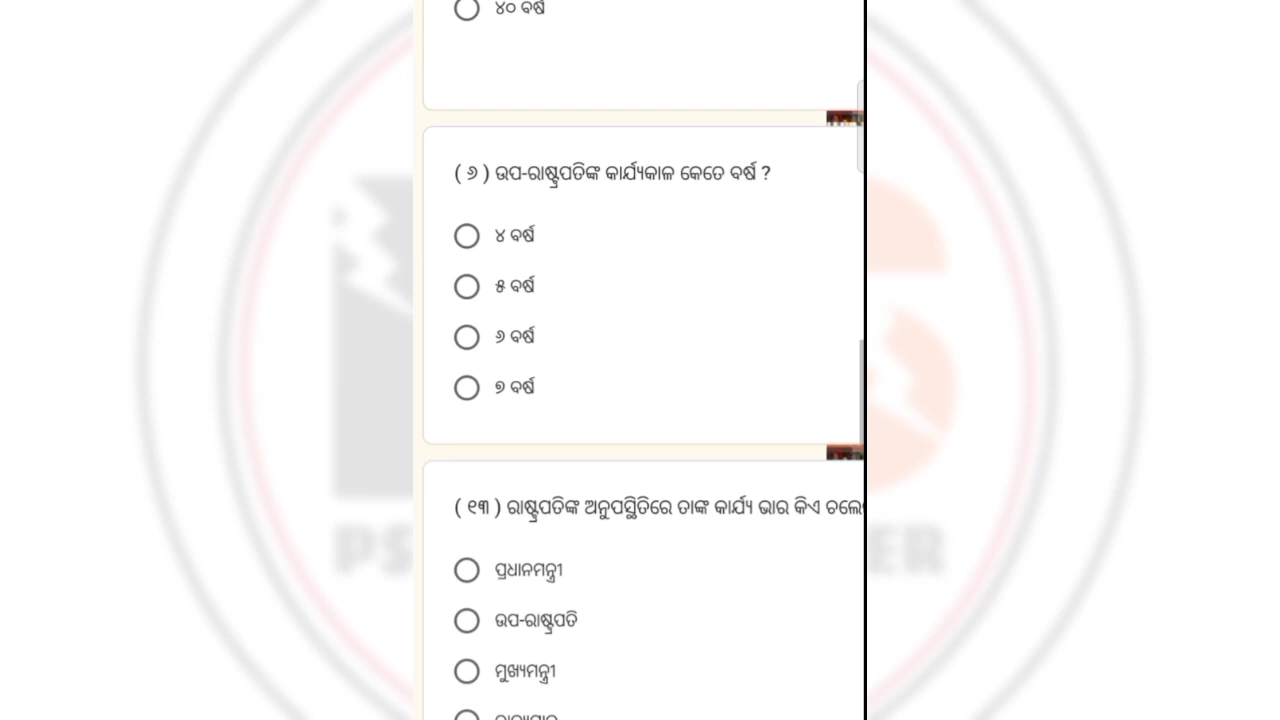 ୪୦ ବର୍ଷ
( ୬ ) ଉପ-ରାଷ୍ଟ୍ରପତିଙ୍କ କାର୍ଯ୍ୟକାଳ କେତେ ବର୍ଷ ?
୪ ବର୍ଷ
୫ ବର୍ଷ
୬ ବର୍ଷ
୭ ବର୍ଷ
( ୧୩ ) ରାଷ୍ଟ୍ରପତିଙ୍କ ଅନୁପସ୍ଥିତିରେ ତାଙ୍କ କାର୍ଯ୍ୟ ଭାର କିଏ
ପ୍ରଧାନମନ୍ତ୍ରୀ
ଉପ-ରାଷ୍ଟ୍ରପତି
ମୁଖ୍ୟମନ୍ତ୍ରୀ